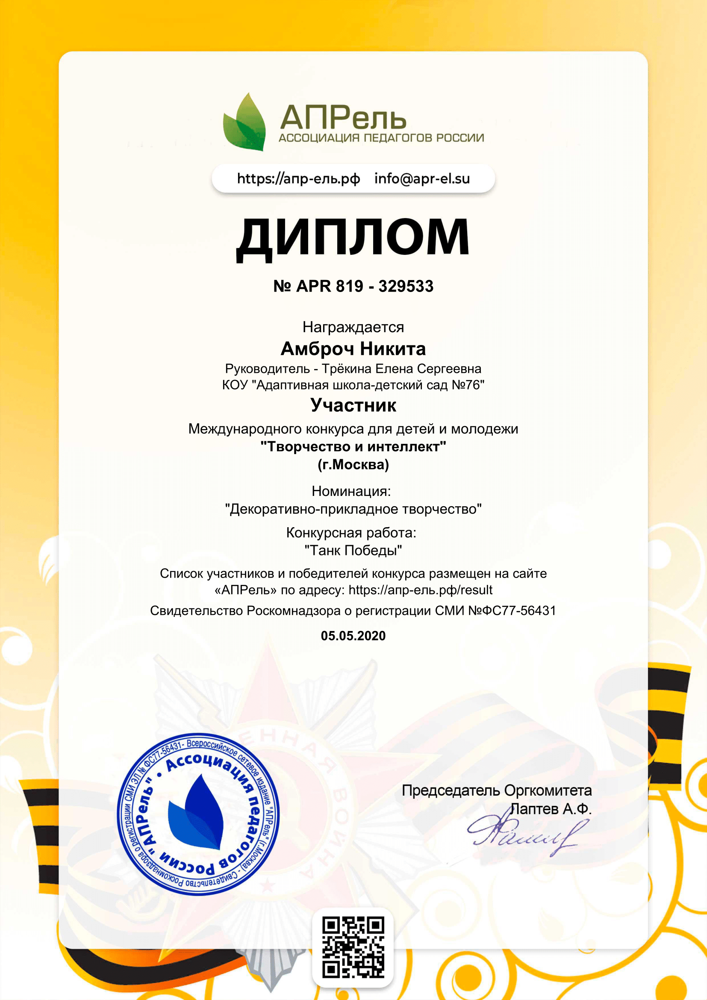 АПРель
АССОЦИАЦИЯ ПЕДАГОГОВ РОССИИ
https://апр-ель.рф info@apr-el.su
ДИПЛОМ
№ APR 819 - 329533
Награждается
Амброч Никита
Руководитель - Трёкина Елена Сергеевна
КОУ "Адаптивная школа-детский сад №76"
Участник
Международного конкурса для детей и молодежи
"Творчество и интеллект"
(г.Москва)
Номинация:
"Декоративно-прикладное творчество"
Конкурсная работа:
"Танк Победы"
Список участников и победителей конкурса размещен на сайте
«АПРель» по адресу: https://апр-ель.рф/result
Свидетельство Роскомнадзора о регистрации СМИ №ФС77-56431
05.05.2020
Всероссийское сетевое издание "АПРель" (г.Москва) - Свидетельство Роскомнадзора о регистрации СМИ ЭЛ № ФС77-56431-
Ассоциация педагогов России "АПРель" •
ВОЙНА
Председатель Оргкомитета
Лаптев А.Ф.